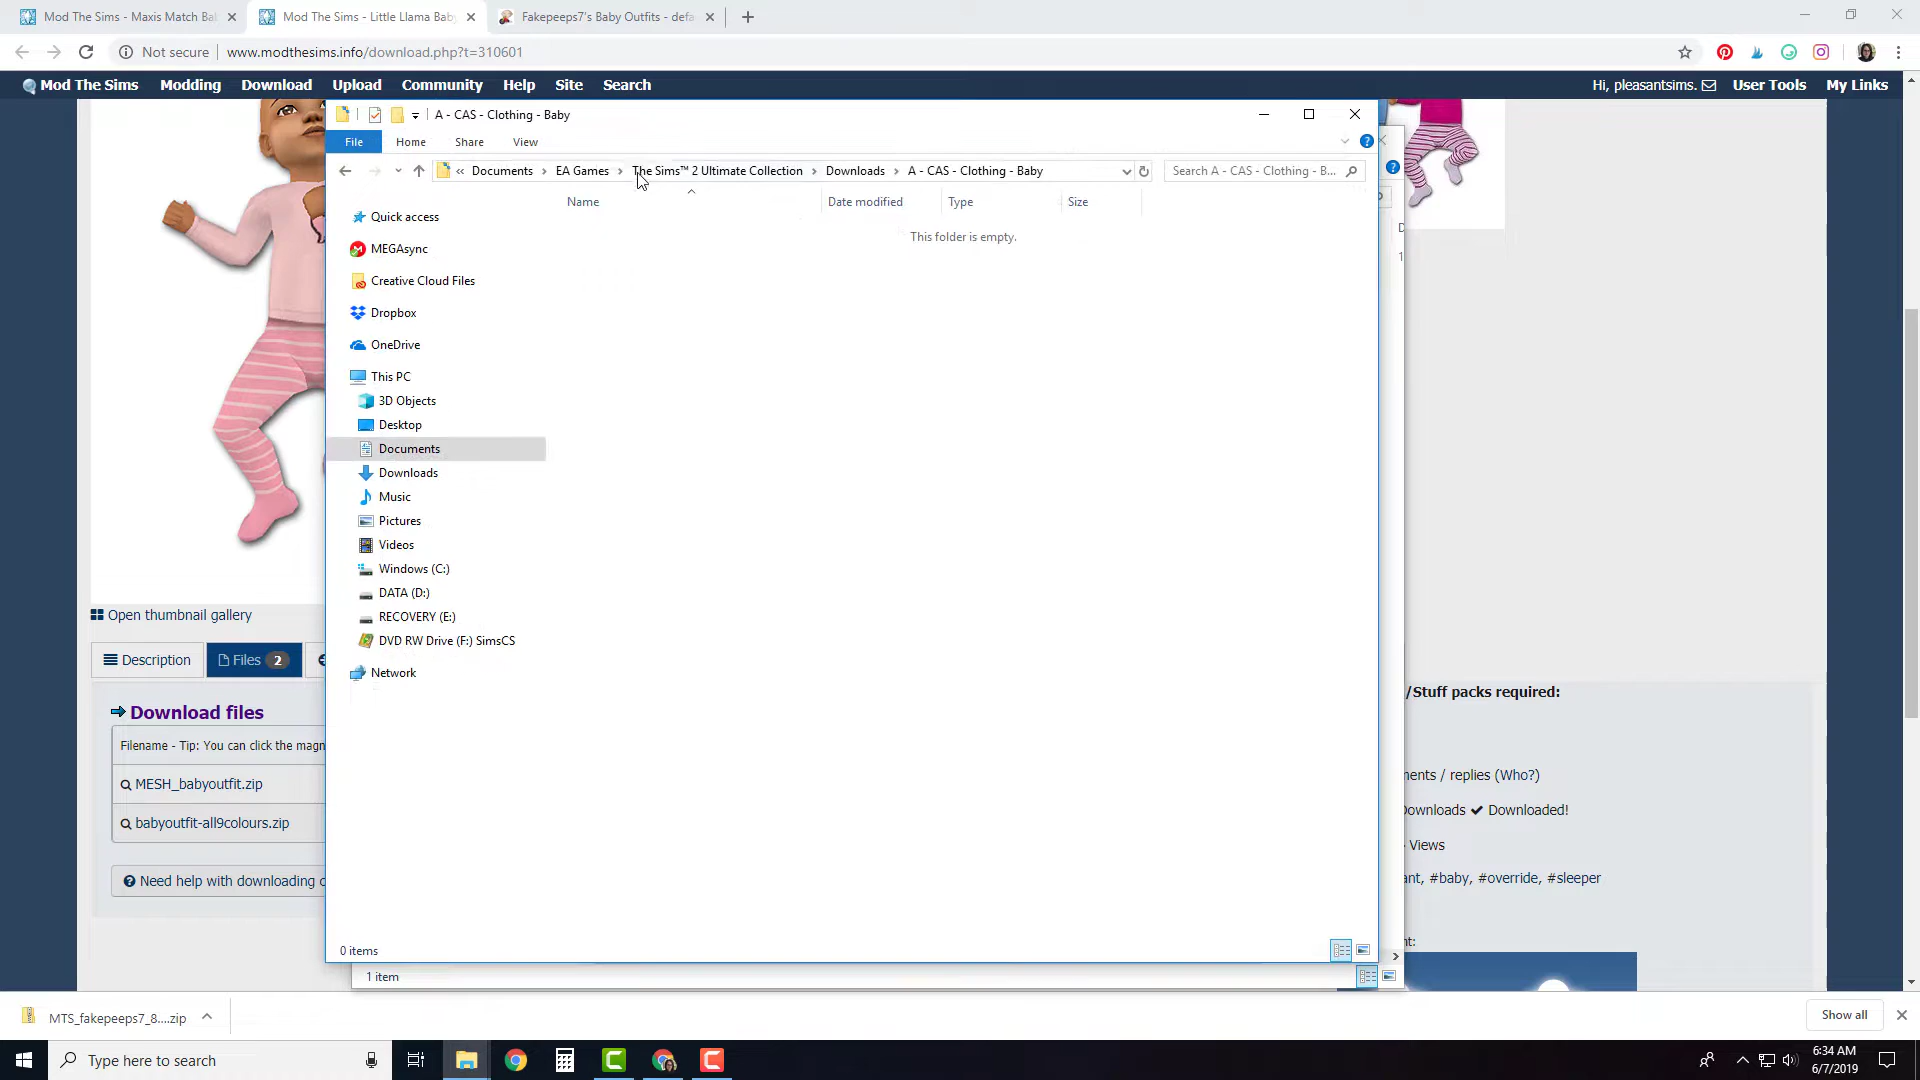 Mod The Sims - Maxis Match Bab
Mod The Sims - Little Llama Baby
Fakepeeps7's Baby Outfits - defa
Not secure
www.modthesims.info/download.php?t=310601
Mod The Sims
Modding
Download
Upload
Community
Help
Site
Search
Hi, pleasantsims.
User Tools
My Links
A - CAS - Clothing - Baby
File
Home
Share
View
« Documents > EA Games > The Sims™ 2 Ultimate Collection > Downloads > A - CAS - Clothing - Baby
Search A - CAS - Clothing - B...
Name
Date modified
Type
Size
This folder is empty.
Quick access
MEGAsync
Creative Cloud Files
Dropbox
OneDrive
This PC
3D Objects
Desktop
Documents
Downloads
Music
Pictures
Videos
Windows (C:)
DATA (D:)
RECOVERY (E:)
DVD RW Drive (F:) SimsCS
Network
0 items
1 item
Open thumbnail gallery
Description
Files 2
Download files
Filename - Tip: You can click the magn
MESH_babyoutfit.zip
babyoutfit-all9colours.zip
Need help with downloading
/Stuff packs required:
ments / replies (Who?)
Downloads ✔ Downloaded!
Views
ant, #baby, #override, #sleeper
nt:
MTS_fakepeeps7_8....zip
Show all
Type here to search
6:34 AM
6/7/2019